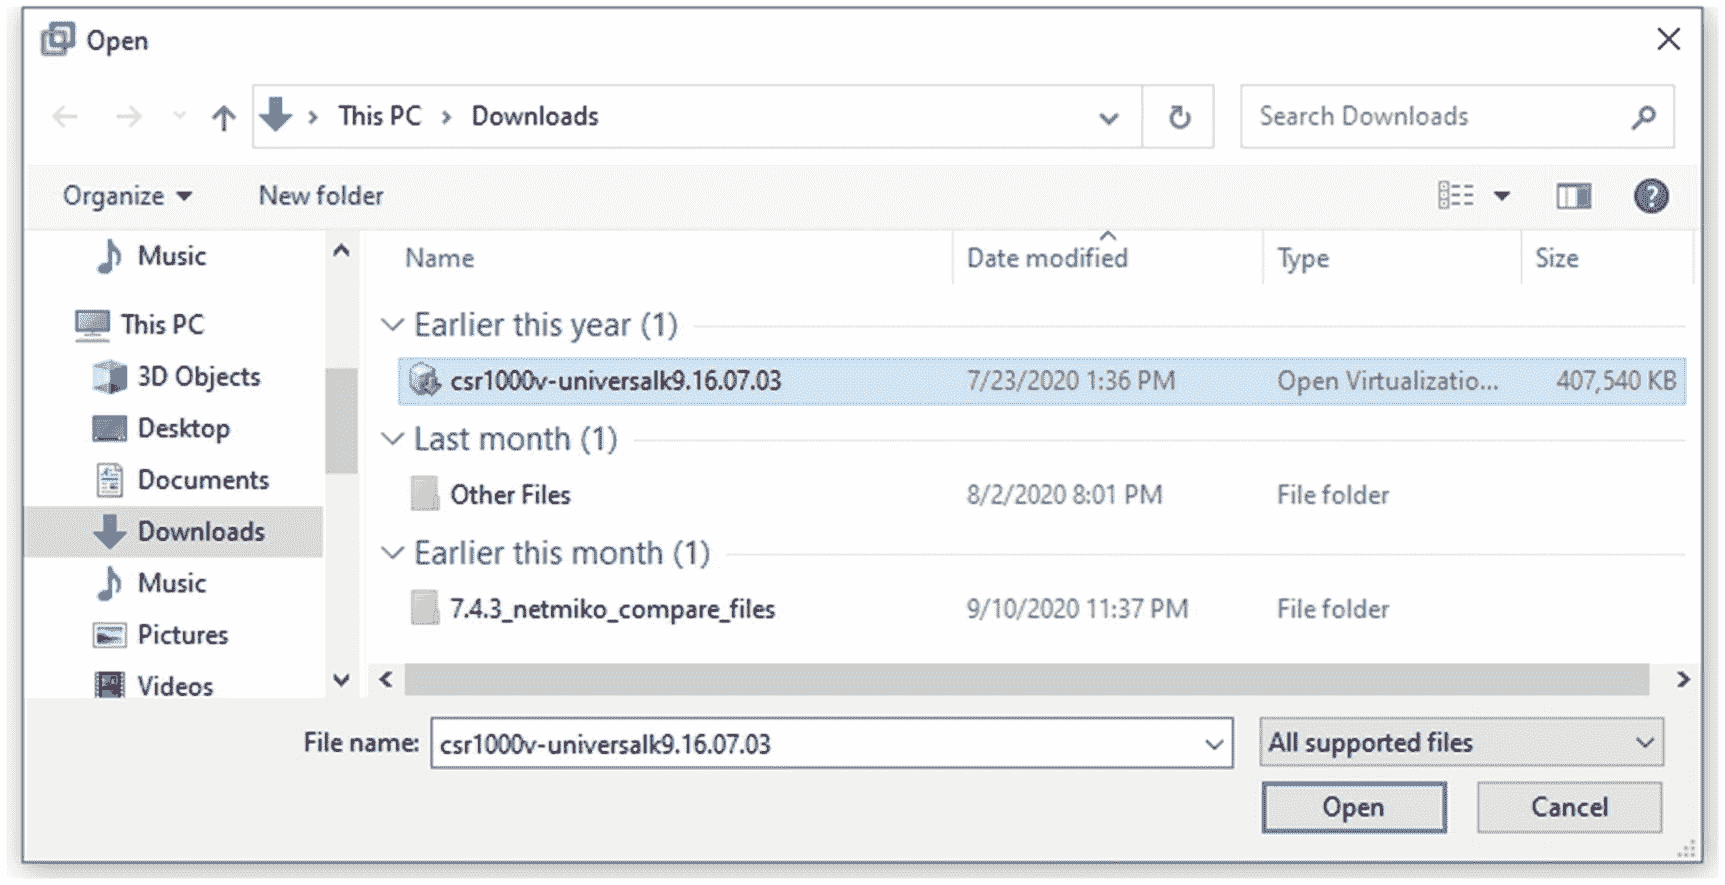 Open
This PC > Downloads
Search Downloads
Organize
New folder
Name
Date modified
Type
Size
Music
This PC
3D Objects
Desktop
Documents
Downloads
Music
Pictures
Videos
Earlier this year (1)
csr1000v-universalk9.16.07.03 7/23/2020 1:36 PM Open Virtualizatio... 407,540 KB
Last month (1)
Other Files 8/2/2020 8:01 PM File folder
Earlier this month (1)
7.4.3_netmiko_compare_files 9/10/2020 11:37 PM File folder
File name: csr1000v-universalk9.16.07.03
All supported files
Open
Cancel